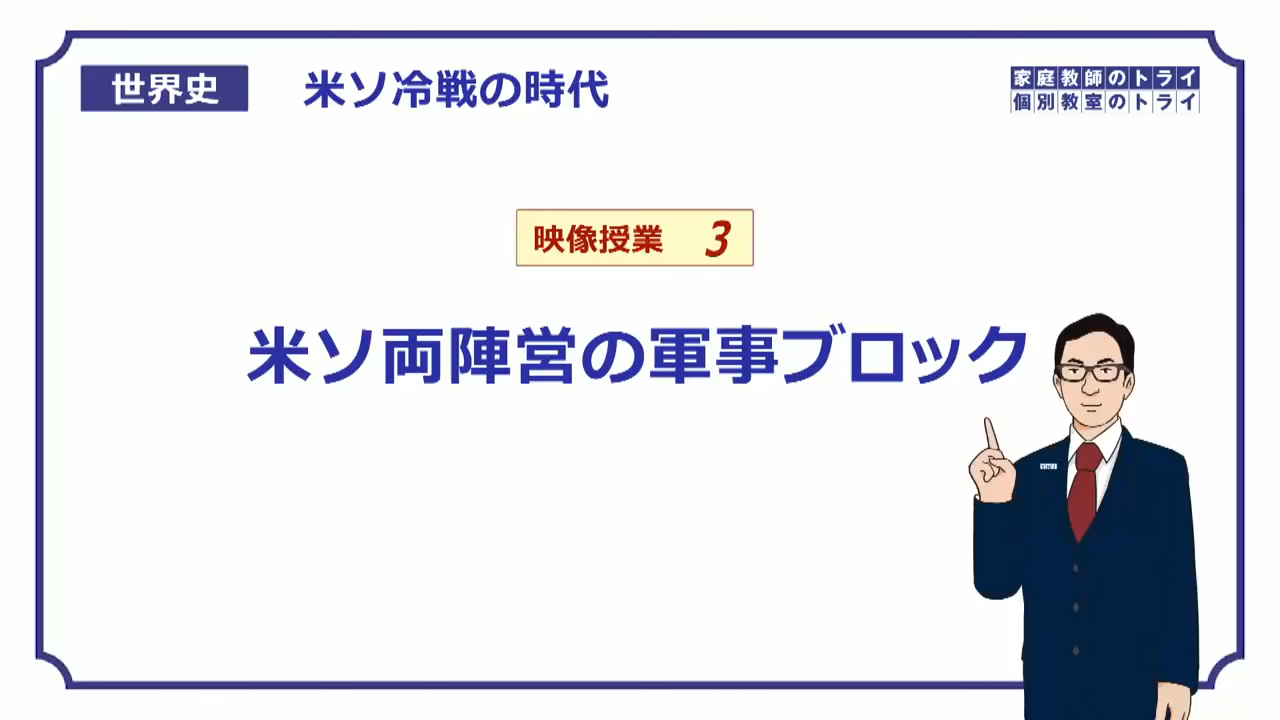 世界史
米ソ冷戦の時代
家庭教師のトライ
個別教室のトライ
映像授業 3
米ソ両陣営の軍事ブロック